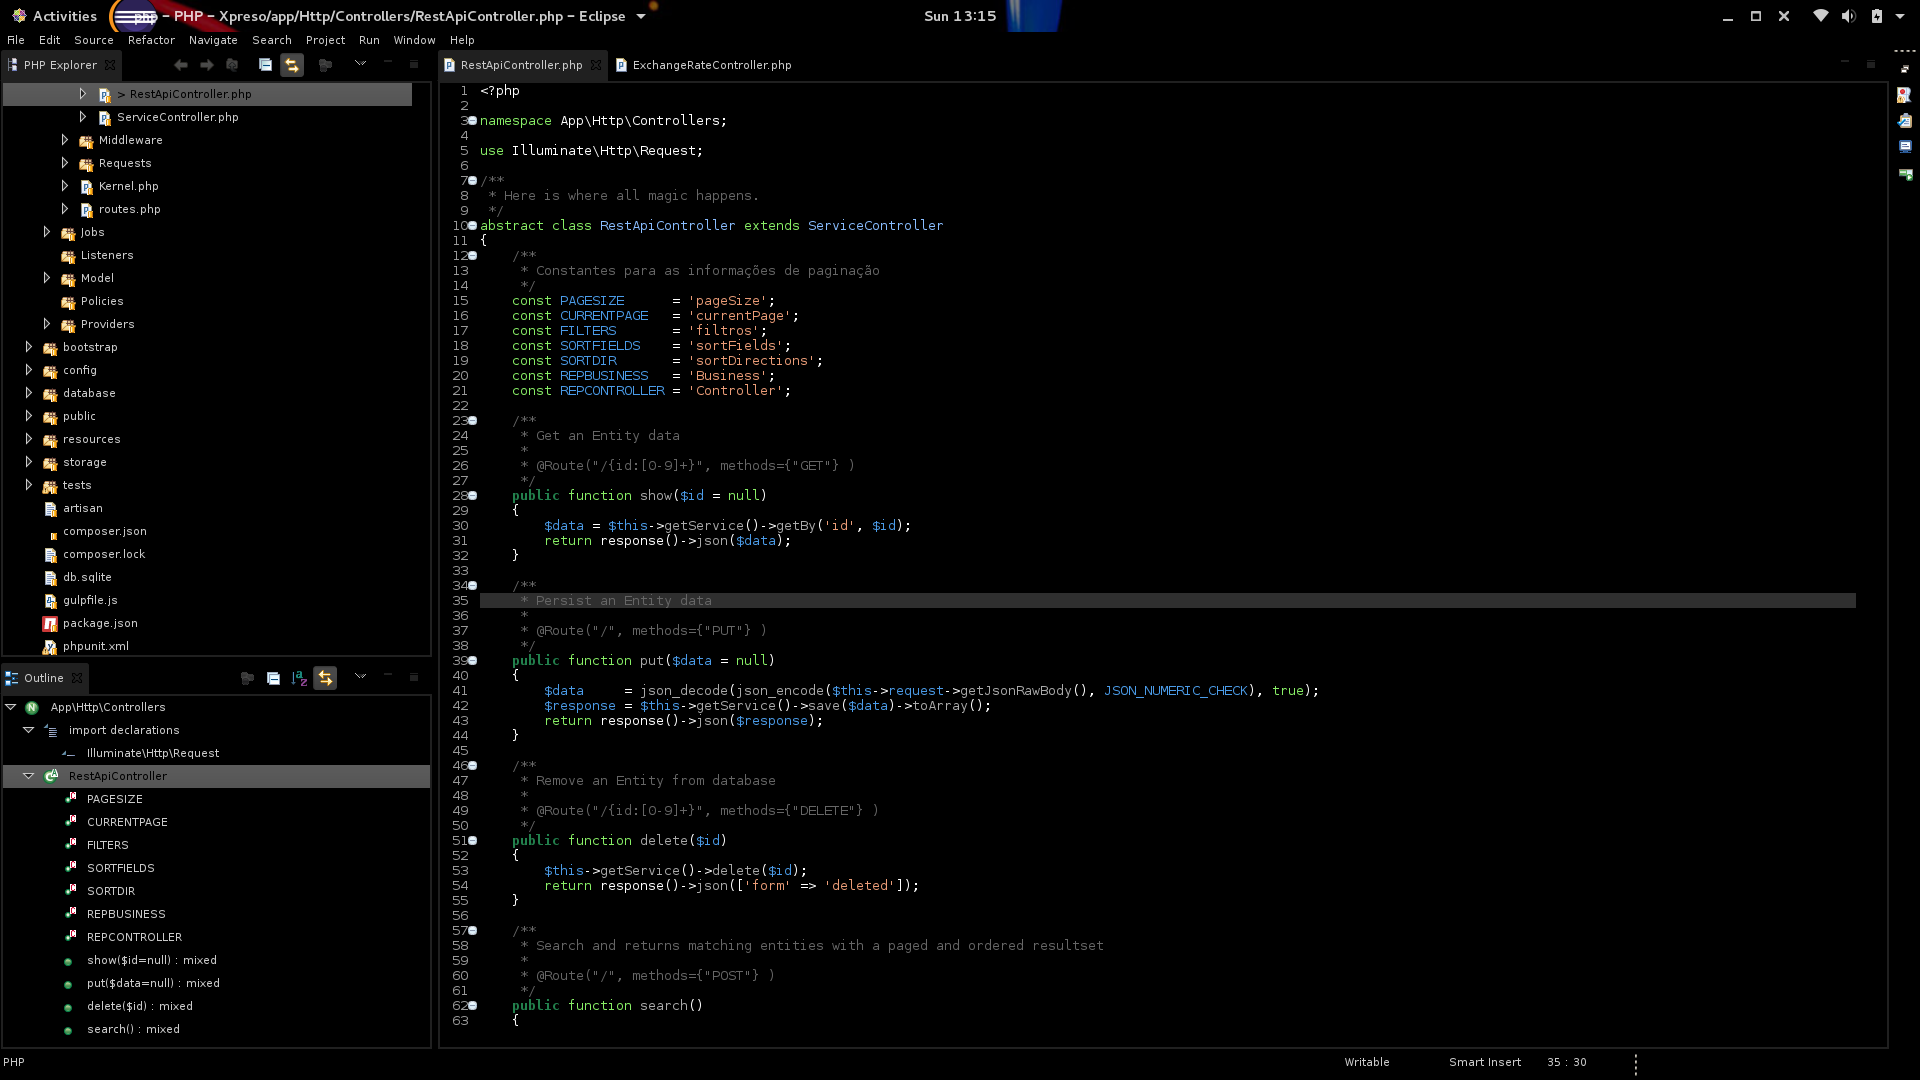 Activities
php – PHP – Xpreso/app/Http/Controllers/RestApiController.php – Eclipse
Sun 13:15
File Edit Source Refactor Navigate Search Project Run Window Help
PHP Explorer
> RestApiController.php
ServiceController.php
Middleware
Requests
Kernel.php
routes.php
Jobs
Listeners
Model
Policies
Providers
bootstrap
config
database
public
resources
storage
tests
artisan
composer.json
composer.lock
db.sqlite
gulpfile.js
package.json
phpunit.xml
Outline
App\Http\Controllers
import declarations
Illuminate\Http\Request
RestApiController
PAGESIZE
CURRENTPAGE
FILTERS
SORTFIELDS
SORTDIR
REPBUSINESS
REPCONTROLLER
show($id=null) : mixed
put($data=null) : mixed
delete($id) : mixed
search() : mixed
RestApiController.php
ExchangeRateController.php
1 <?php
2
3 namespace App\Http\Controllers;
4
5 use Illuminate\Http\Request;
6
7 /**
8  * Here is where all magic happens.
9  */
10 abstract class RestApiController extends ServiceController
11 {
12     /**
13      * Constantes para as informações de paginação
14      */
15     const PAGESIZE      = 'pageSize';
16     const CURRENTPAGE   = 'currentPage';
17     const FILTERS       = 'filtros';
18     const SORTFIELDS    = 'sortFields';
19     const SORTDIR       = 'sortDirections';
20     const REPBUSINESS   = 'Business';
21     const REPCONTROLLER = 'Controller';
22
23     /**
24      * Get an Entity data
25      *
26      * @Route("/{id:[0-9]+}", methods={"GET"} )
27      */
28     public function show($id = null)
29     {
30         $data = $this->getService()->getBy('id', $id);
31         return response()->json($data);
32     }
33
34     /**
35      * Persist an Entity data
36      *
37      * @Route("/", methods={"PUT"} )
38      */
39     public function put($data = null)
40     {
41         $data     = json_decode(json_encode($this->request->getJsonRawBody(), JSON_NUMERIC_CHECK), true);
42         $response = $this->getService()->save($data)->toArray();
43         return response()->json($response);
44     }
45
46     /**
47      * Remove an Entity from database
48      *
49      * @Route("/{id:[0-9]+}", methods={"DELETE"} )
50      */
51     public function delete($id)
52     {
53         $this->getService()->delete($id);
54         return response()->json(['form' => 'deleted']);
55     }
56
57     /**
58      * Search and returns matching entities with a paged and ordered resultset
59      *
60      * @Route("/", methods={"POST"} )
61      */
62     public function search()
63     {
PHP
Writable
Smart Insert
35 : 30